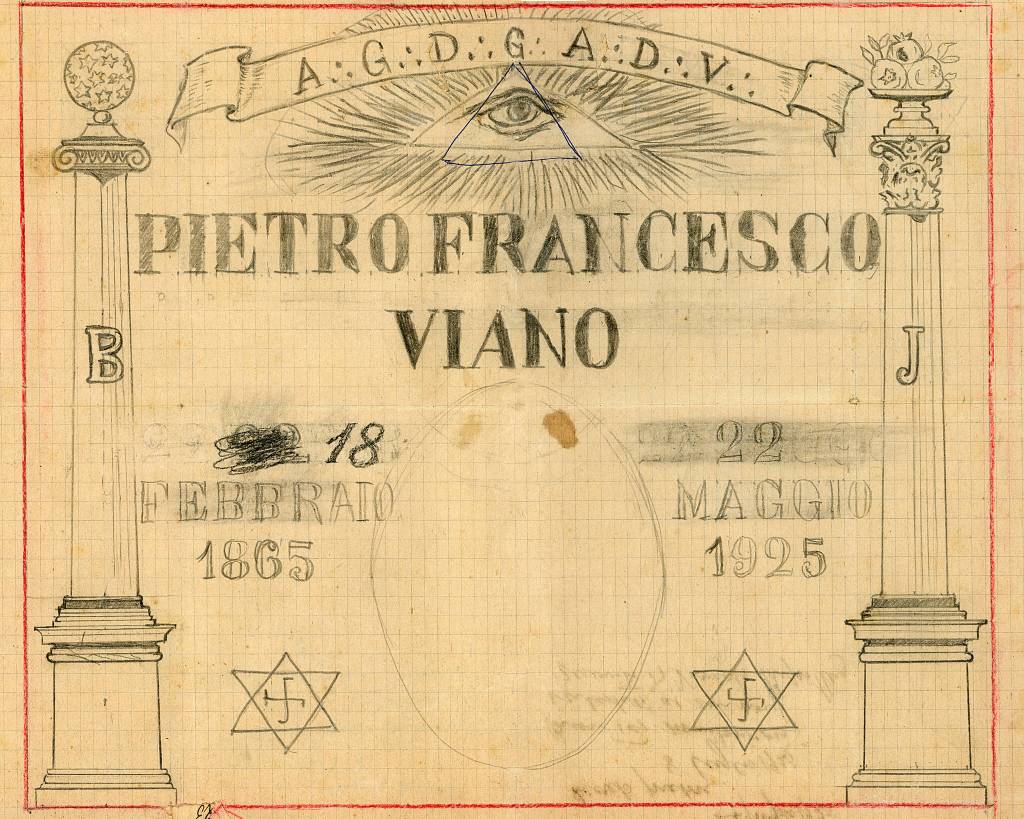 A∴G∴D∴G∴A∴D∴V∴
PIETRO FRANCESCO
VIANO
B
J
18
22
FEBBRAIO
MAGGIO
1865
1925